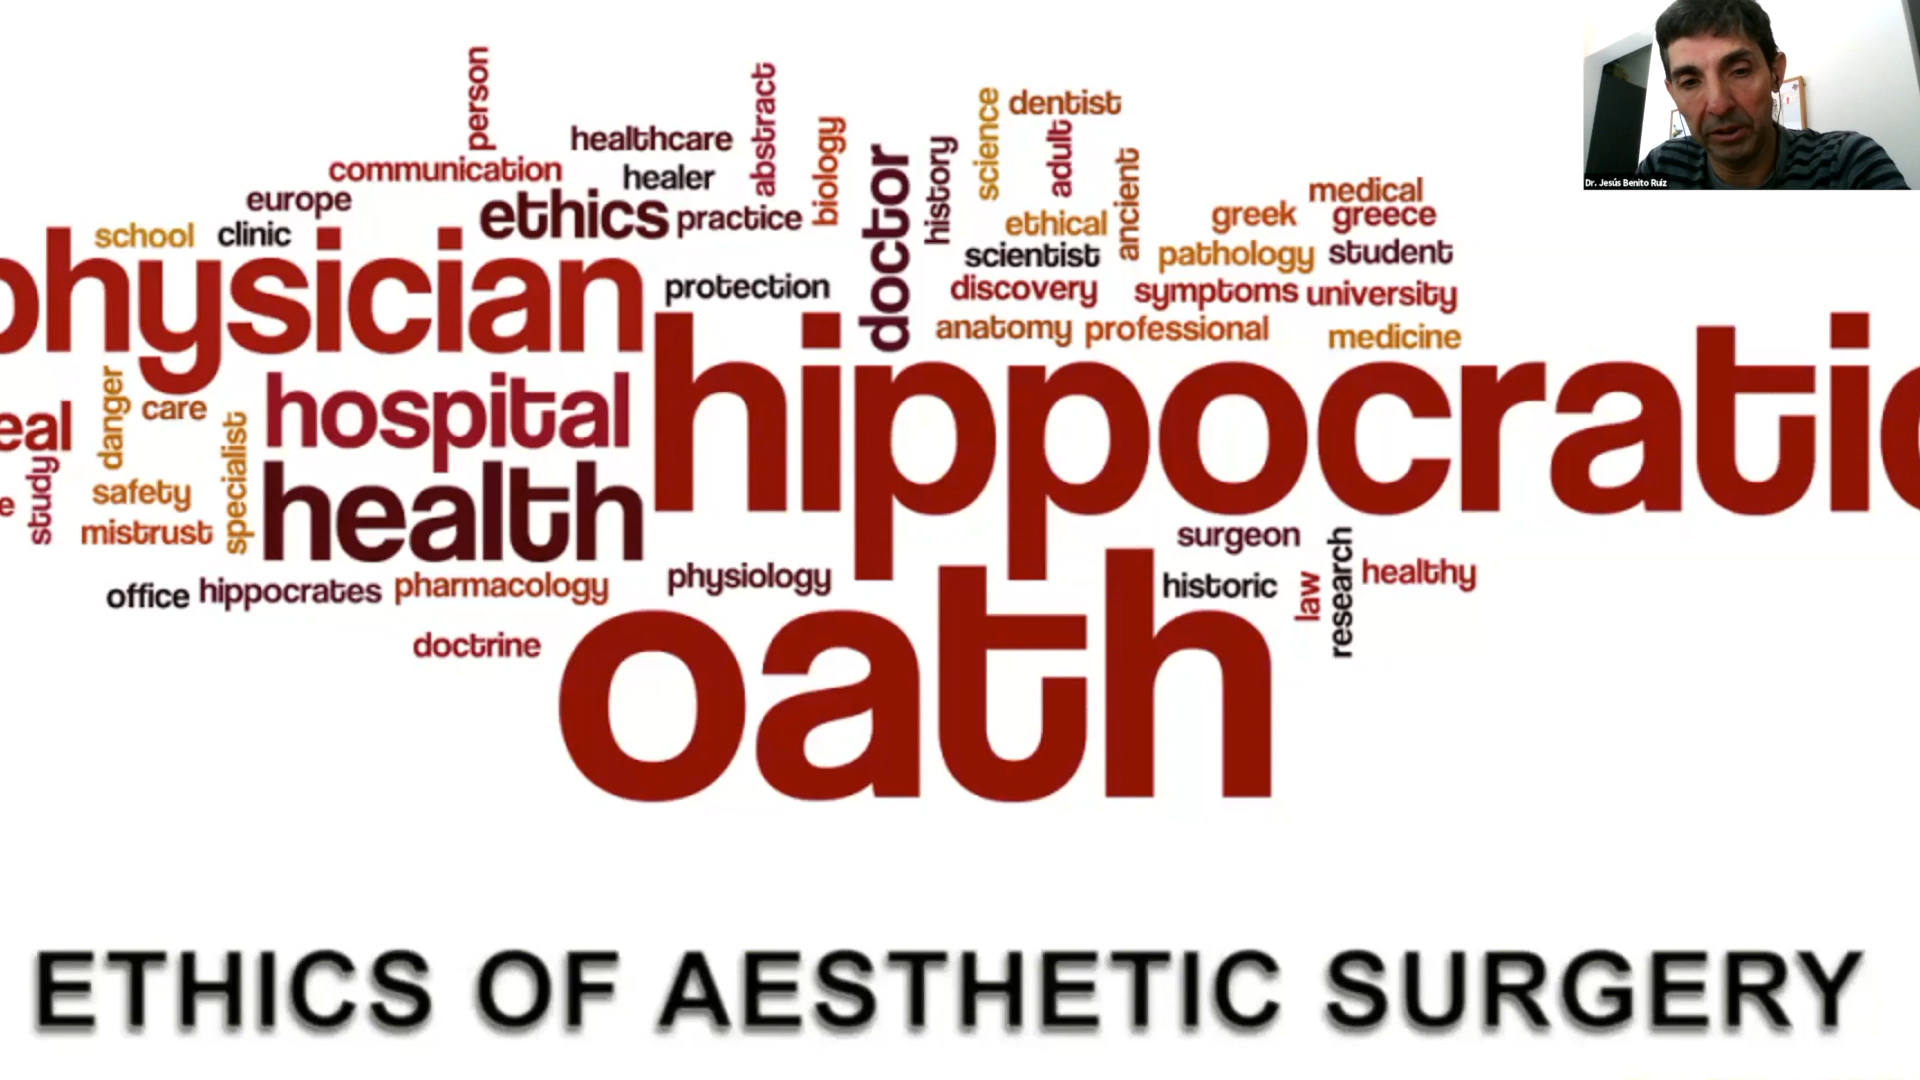 person
abstract
science
dentist
healthcare
biology
adult
communication
healer
doctor
history
ancient
medical
europe
ethics
practice
ethical
greek
greece
school
clinic
scientist
pathology
student
physician
protection
discovery
symptoms
university
anatomy
professional
medicine
hippocratic
danger
care
hospital
eal
specialist
study
safety
health
e
mistrust
surgeon
research
office
hippocrates
pharmacology
physiology
historic
law
healthy
doctrine
oath
Dr. Jesús Benito Ruiz
ETHICS OF AESTHETIC SURGERY